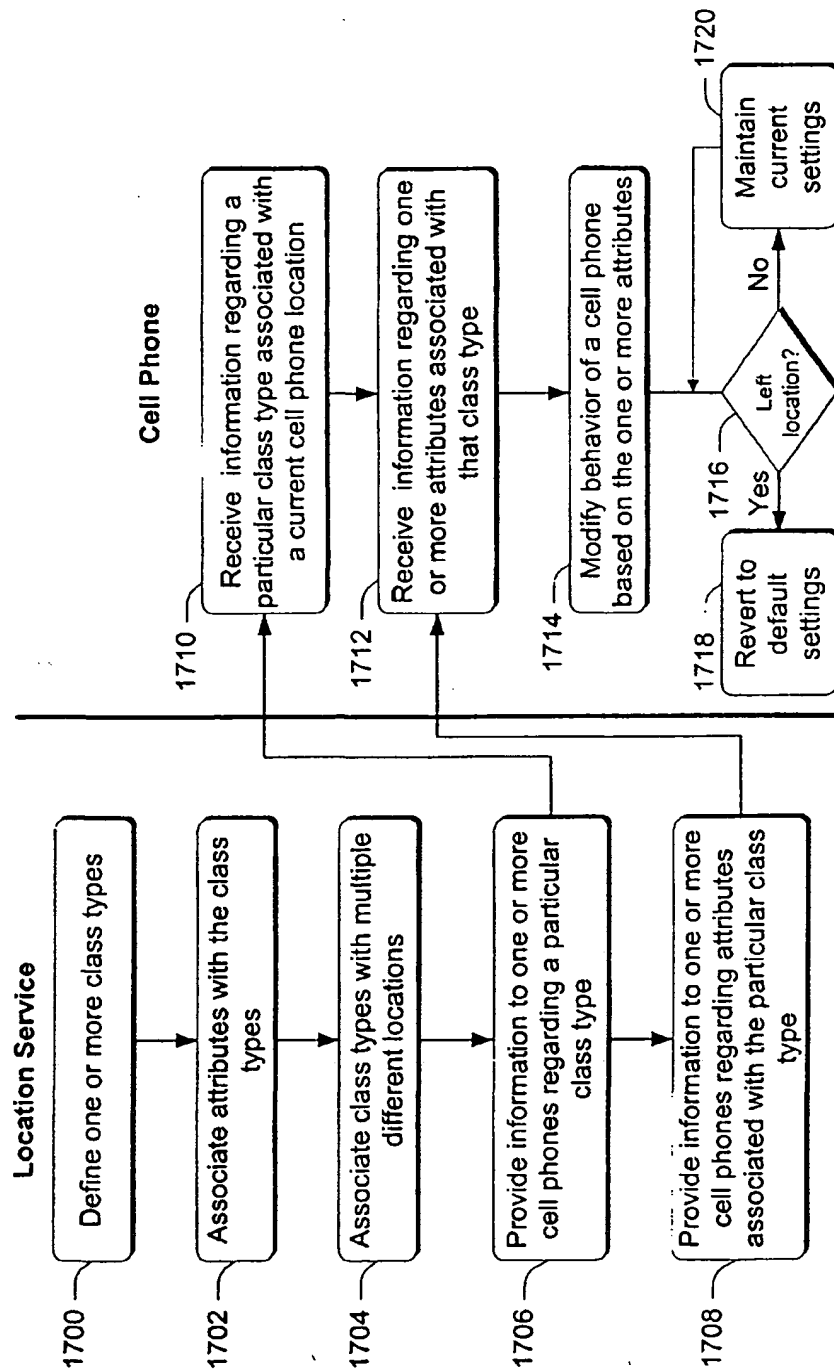 Location Service
1700
Define one or more class types
1702
Associate attributes with the class
types
1704
Associate class types with multiple
different locations
1706
Provide information to one or more
cell phones regarding a particular
class type
1708
Provide information to one or more
cell phones regarding attributes
associated with the particular class
type
Cell Phone
1710
Receive information regarding a
particular class type associated with
a current cell phone location
1712
Receive information regarding one
or more attributes associated with
that class type
1714
Modify behavior of a cell phone
based on the one or more attributes
1716
Left
location?
Yes
No
1718
Revert to
default
settings
1720
Maintain
current
settings